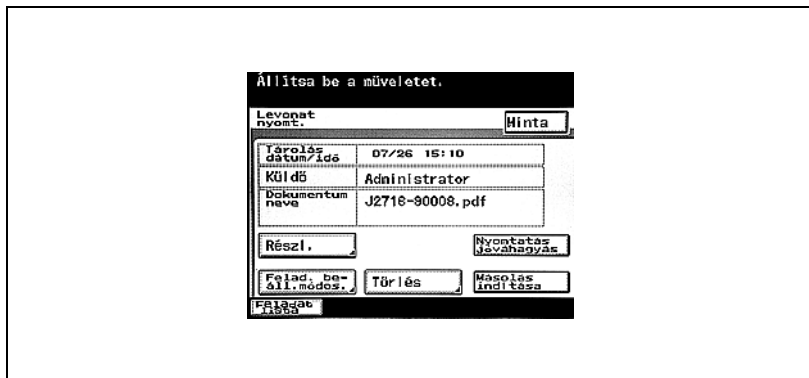 Állítsa be a műveletet.
Levonat
nyomt.
Minta
Tárolás
dátum/idő
07/26 15:10
Küldő
Administrator
Dokumentum
neve
J2716-90008.pdf
Részl.
Nyomtatás
jóváhagyás
Felad. be-
áll.módos.
Törlés
Másolás
indítása
Feladat
lista